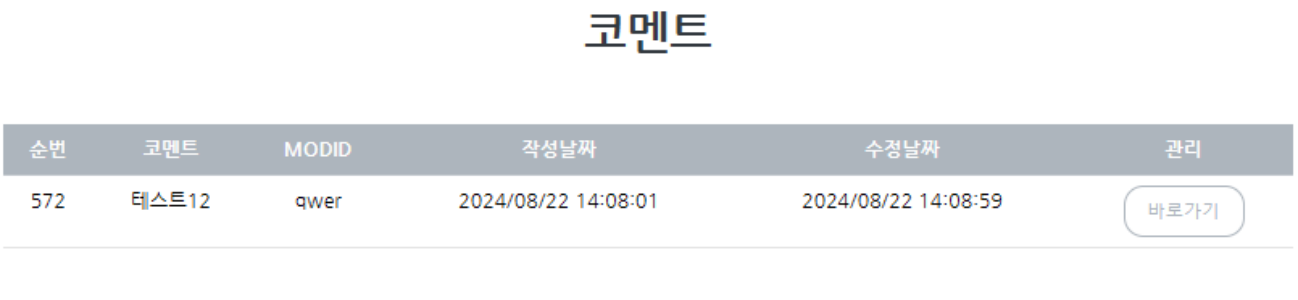 코멘트
순번 코멘트 MODID 작성날짜 수정날짜 관리
572 테스트12 qwer 2024/08/22 14:08:01 2024/08/22 14:08:59 바로가기